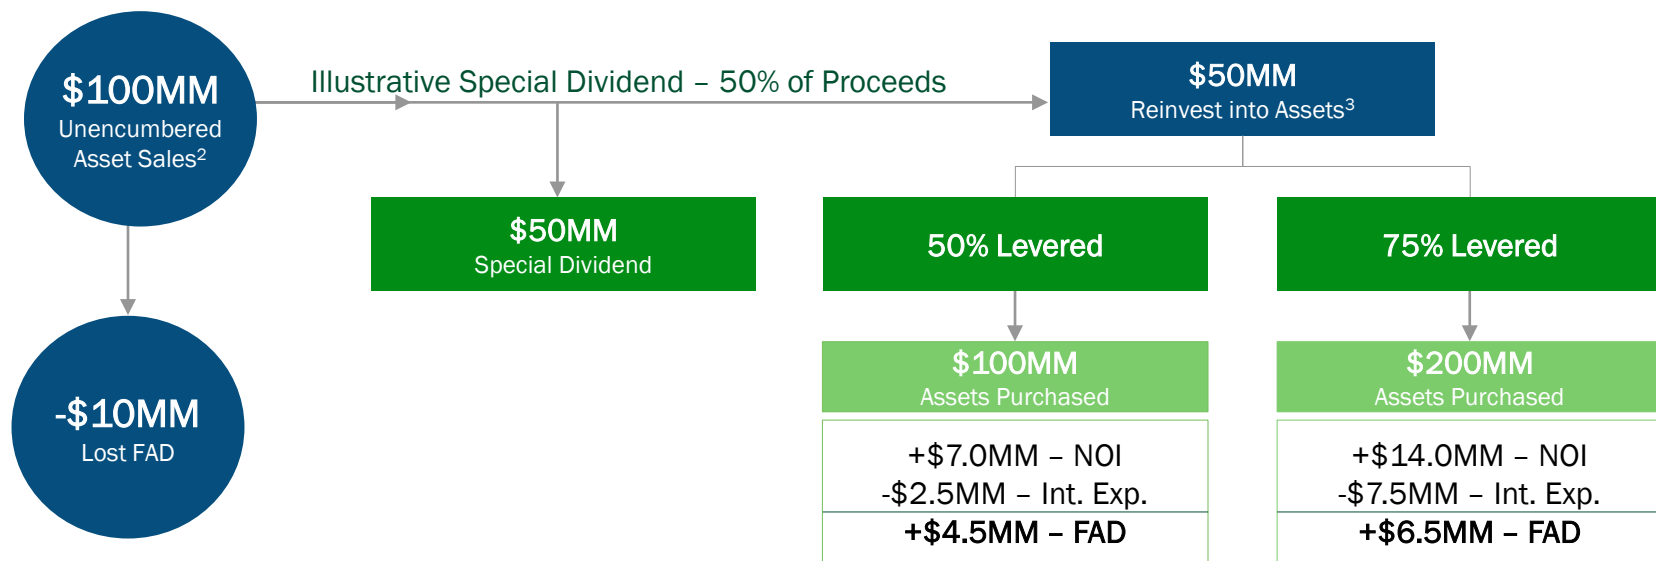 $100MM
Unencumbered
Asset Sales2
Illustrative Special Dividend – 50% of Proceeds
$50MM
Reinvest into Assets3
$50MM
Special Dividend
50% Levered
75% Levered
-$10MM
Lost FAD
$100MM
Assets Purchased
+$7.0MM – NOI
-$2.5MM – Int. Exp.
+$4.5MM – FAD
$200MM
Assets Purchased
+$14.0MM – NOI
-$7.5MM – Int. Exp.
+$6.5MM – FAD